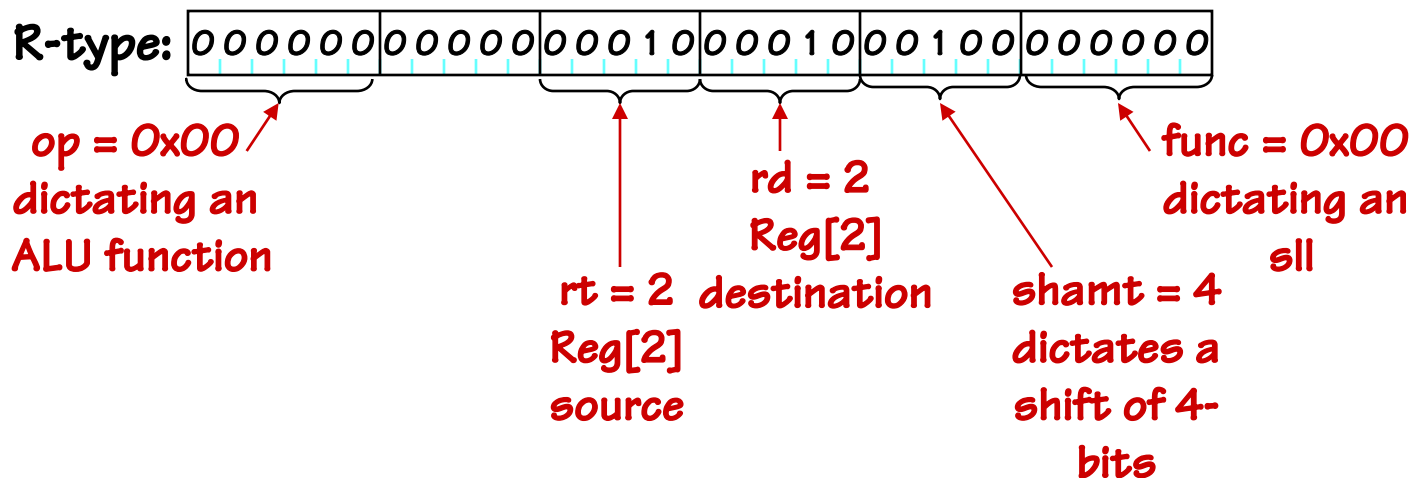 R-type: 000000 00000 00010 00010 00100 000000
op = 0x00
dictating an
ALU function
rt = 2
Reg[2]
source
rd = 2
Reg[2]
destination
shamt = 4
dictates a
shift of 4-
bits
func = 0x00
dictating an
sll